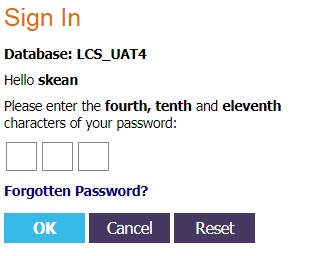 Sign In
Database: LCS_UAT4
Hello skean
Please enter the fourth, tenth and eleventh
characters of your password:
Forgotten Password?
OK Cancel Reset